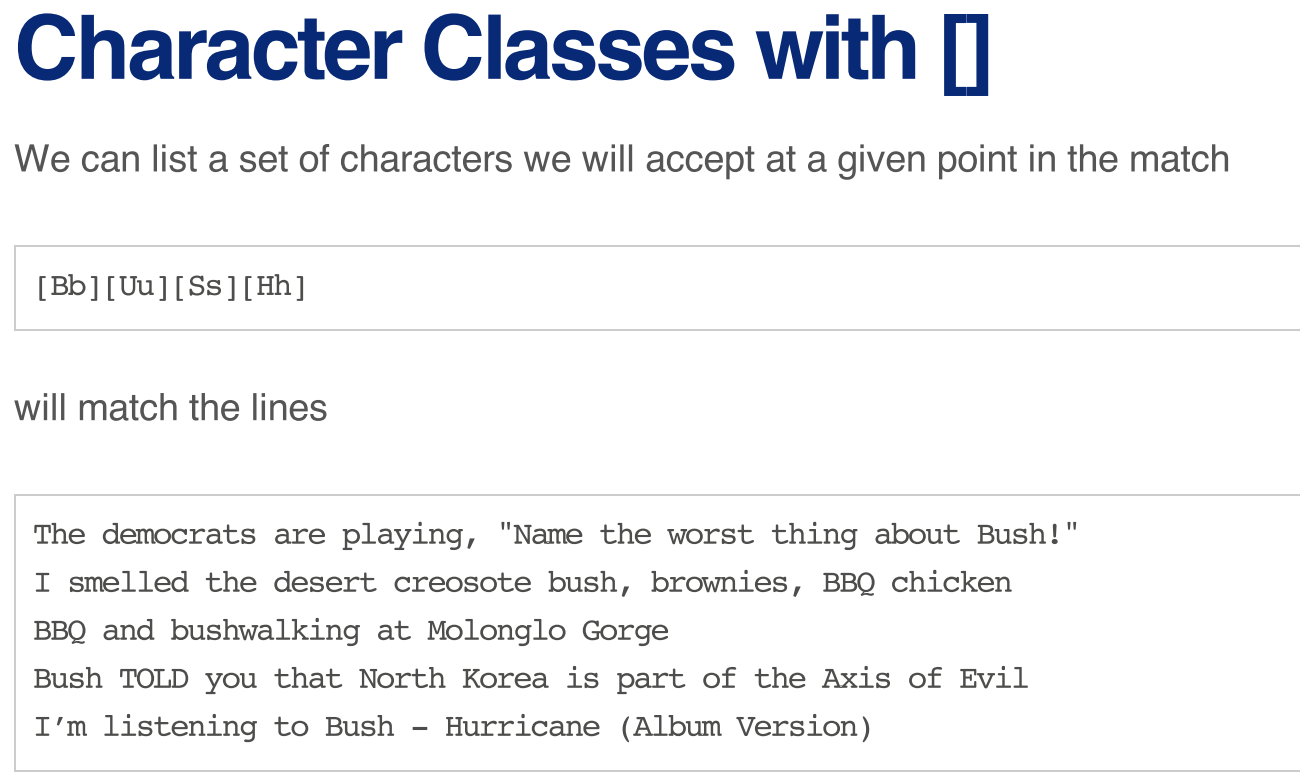 Character Classes with []
We can list a set of characters we will accept at a given point in the match
[Bb][Uu][Ss][Hh]
will match the lines
The democrats are playing, "Name the worst thing about Bush!"
I smelled the desert creosote bush, brownies, BBQ chicken
BBQ and bushwalking at Molonglo Gorge
Bush TOLD you that North Korea is part of the Axis of Evil
I’m listening to Bush – Hurricane (Album Version)